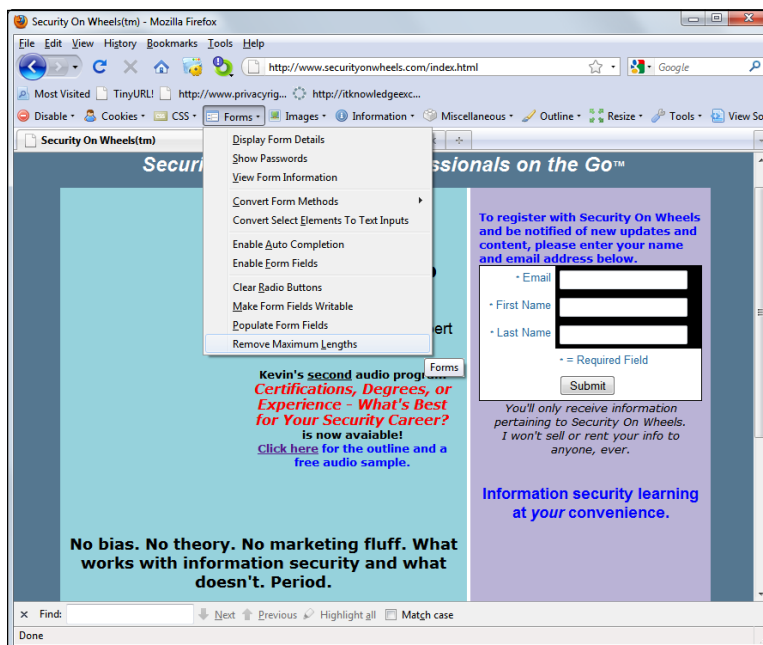 Security On Wheels(tm) - Mozilla Firefox
File Edit View History Bookmarks Tools Help
http://www.securityonwheels.com/index.html
Google
Most Visited TinyURL! http://www.privacyrig... http://itknowledgeexc...
Disable Cookies CSS Forms Images Information Miscellaneous Outline Resize Tools View So
Security On Wheels(tm)
Display Form Details
Show Passwords
View Form Information
Convert Form Methods
Convert Select Elements To Text Inputs
Enable Auto Completion
Enable Form Fields
Clear Radio Buttons
Make Form Fields Writable
Populate Form Fields
Remove Maximum Lengths
Forms
Securi ssionals on the Go™
pert
Kevin's second audio program
Certifications, Degrees, or
Experience - What's Best
for Your Security Career?
is now avaiable!
Click here for the outline and a
free audio sample.
No bias. No theory. No marketing fluff. What
works with information security and what
doesn't. Period.
To register with Security On Wheels
and be notified of new updates and
content, please enter your name
and email address below.
- Email
- First Name
- Last Name
- = Required Field
Submit
You'll only receive information
pertaining to Security On Wheels.
I won't sell or rent your info to
anyone, ever.
Information security learning
at your convenience.
× Find: Next Previous Highlight all Match case
Done